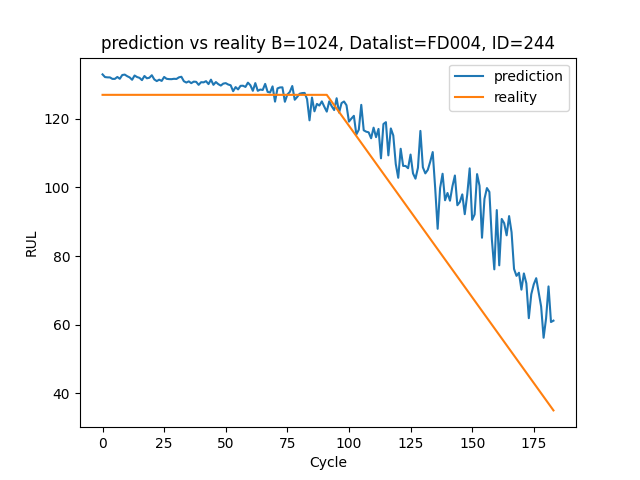 prediction vs reality B=1024, Datalist=FD004, ID=244
prediction
reality
120
100
80
60
40
RUL
0 25 50 75 100 125 150 175
Cycle